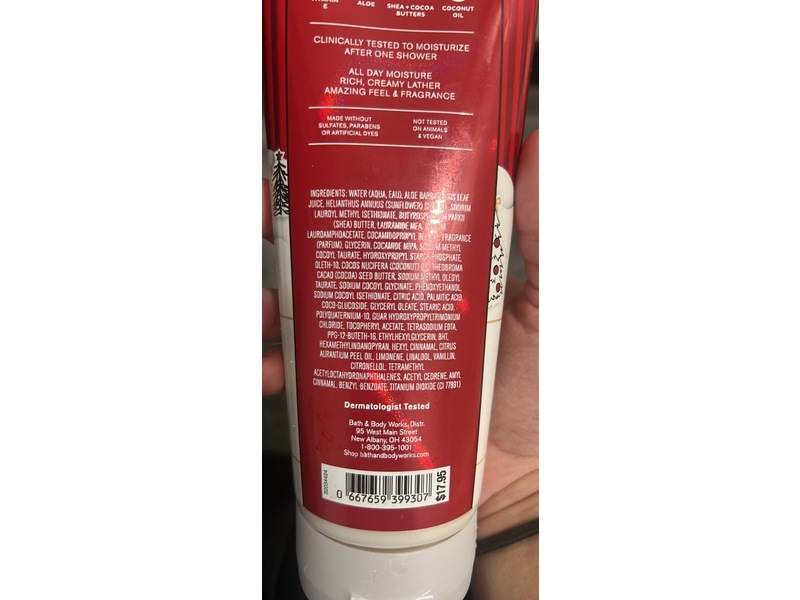 E
ALOE
SHEA + COCOA
BUTTERS
COCONUT
OIL
CLINICALLY TESTED TO MOISTURIZE
AFTER ONE SHOWER
ALL DAY MOISTURE
RICH, CREAMY LATHER
AMAZING FEEL & FRAGRANCE
MADE WITHOUT
SULFATES, PARABENS
OR ARTIFICIAL DYES
NOT TESTED
ON ANIMALS
& VEGAN
INGREDIENTS: WATER (AQUA, EAU), ALOE LEAF
JUICE, HELIANTHUS ANNUUS (SUNFLOWER) SODIUM
LAUROYL METHYL ISETHIONATE, PARKII
(SHEA) BUTTER, LAURAMIDE MEA,
LAUROAMPHOACETATE, COCAMIDOPROPYL FRAGRANCE
(PARFUM), GLYCERIN, COCAMIDE MIPA, METHYL
COCOYL TAURATE, HYDROXYPROPYL STARCH PHOSPHATE,
OLETH-10, COCOS NUCIFERA (COCONUT) THEOBROMA
CACAO (COCOA) SEED BUTTER, SODIUM METHYL OLEOYL
TAURATE, SODIUM COCOYL GLYCINATE, PHENOXYETHANOL,
SODIUM COCOYL ISETHIONATE, CITRIC ACID, PALMITIC ACID,
COCO-GLUCOSIDE, GLYCERYL OLEATE, STEARIC ACID,
POLYQUATERNIUM-10, GUAR HYDROXYPROPYLTRIMONIUM
CHLORIDE, TOCOPHERYL ACETATE, TETRASODIUM EDTA,
PPG-12-BUTETH-16, ETHYLHEXYLGLYCERIN, BHT,
HEXAMETHYLINDANOPYRAN, HEXYL CINNAMAL, CITRUS
AURANTIUM PEEL OIL, LIMONENE, LINALOOL, VANILLIN,
CITRONELLOL, TETRAMETHYL
ACETYLOCTAHYDRONAPHTHALENES, ACETYL CEDRENE, AMYL
CINNAMAL, BENZYL BENZOATE, TITANIUM DIOXIDE (CI 77891)
Dermatologist Tested
Bath & Body Works, Distr.
95 West Main Street
New Albany, OH 43054
1-800-395-1001
Shop bathandbodyworks.com
0 667659 399307
$17.95